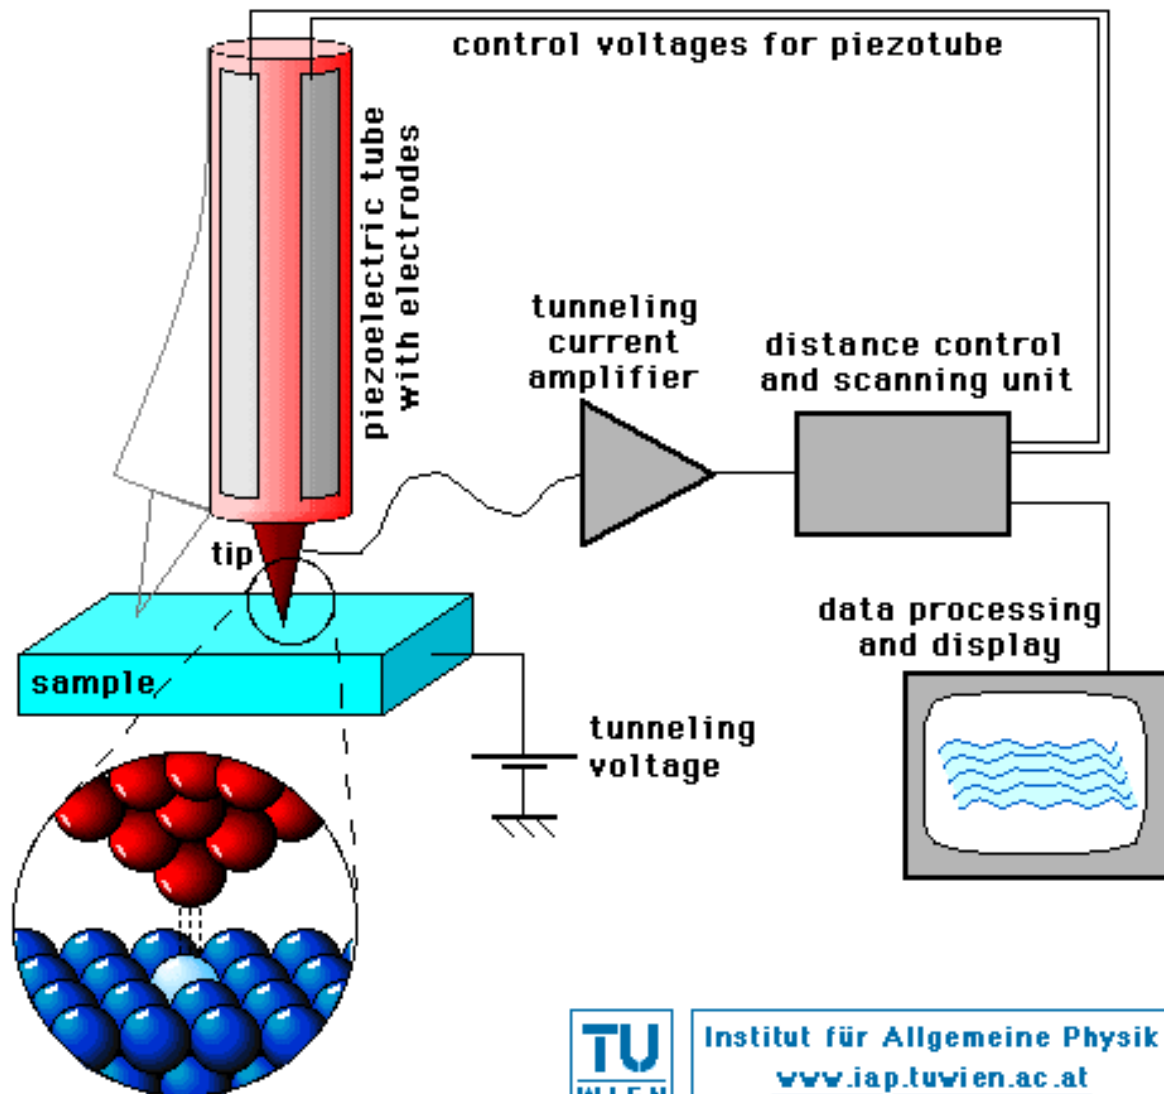 control voltages for piezotube
piezoelectric tube
with electrodes
tunneling
current
amplifier
distance control
and scanning unit
tip
data processing
and display
sample
tunneling
voltage
TU
WIEN
Institut für Allgemeine Physik
www.iap.tuwien.ac.at